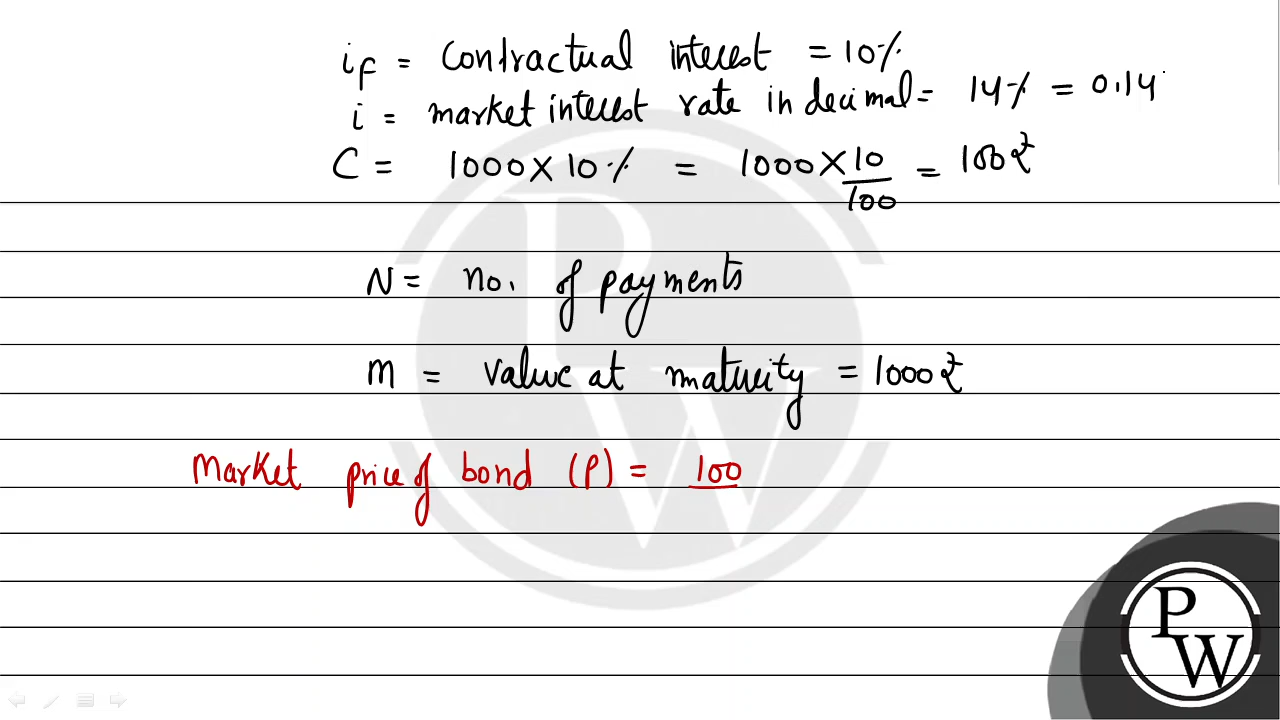 i_F = Contractual interest = 10%
i = market interest rate in decimal = 14% = 0.14
C = 1000 × 10% = 1000 × 10/100 = 100₹
N = no. of payments
M = value at maturity = 1000₹
Market price of bond (P) = 100
P
W
P
W